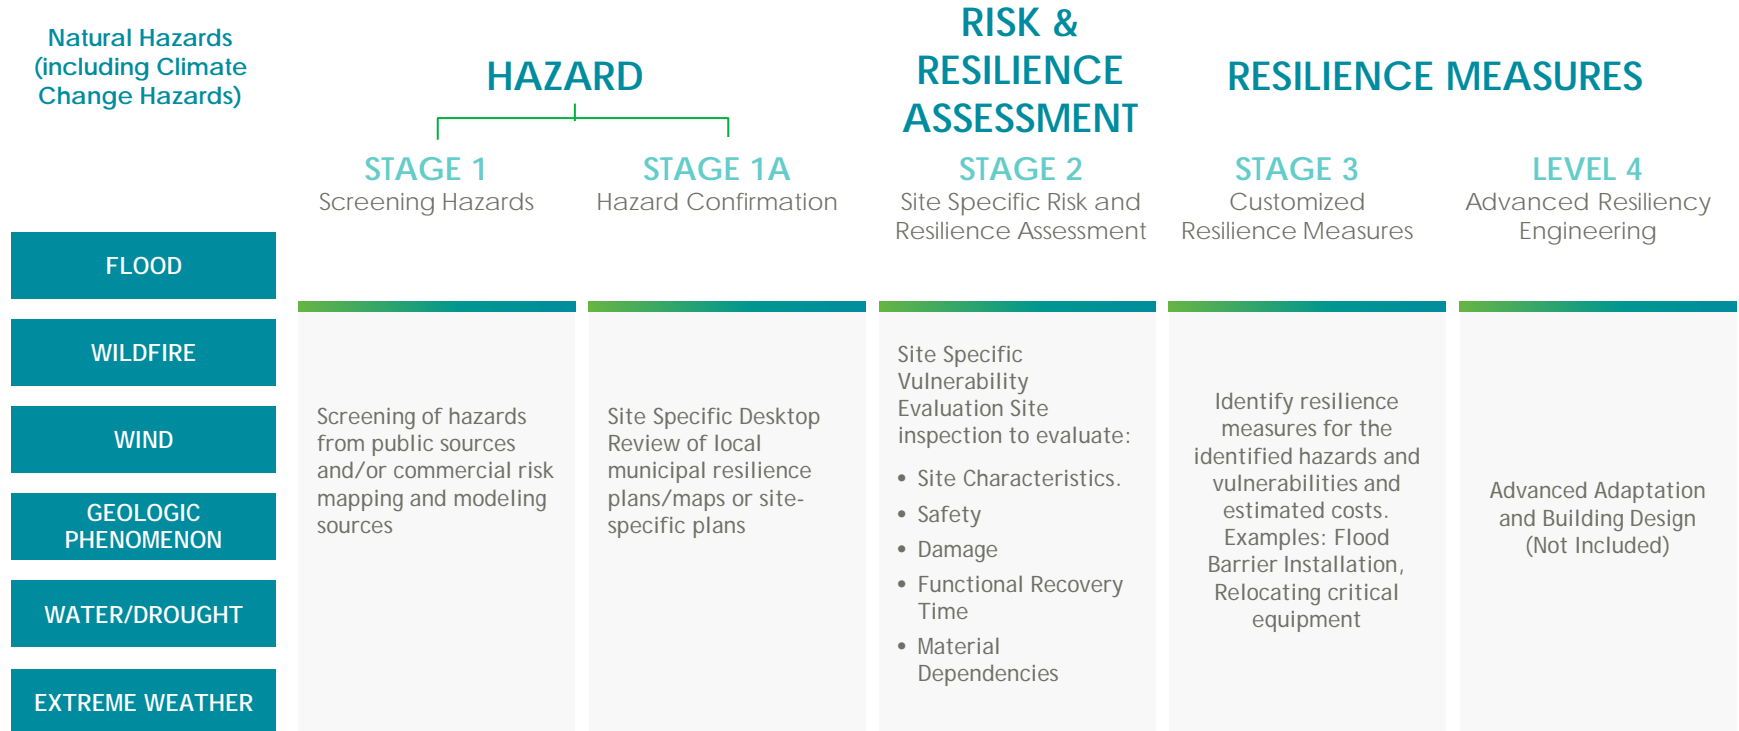 Natural Hazards
(including Climate
Change Hazards)
HAZARD
RISK &
RESILIENCE
ASSESSMENT
RESILIENCE MEASURES
STAGE 1
Screening Hazards
STAGE 1A
Hazard Confirmation
STAGE 2
Site Specific Risk and
Resilience Assessment
STAGE 3
Customized
Resilience Measures
LEVEL 4
Advanced Resiliency
Engineering
FLOOD
WILDFIRE
WIND
GEOLOGIC
PHENOMENON
WATER/DROUGHT
EXTREME WEATHER
Screening of hazards
from public sources
and/or commercial risk
mapping and modeling
sources
Site Specific Desktop
Review of local
municipal resilience
plans/maps or site-
specific plans
Site Specific
Vulnerability
Evaluation Site
inspection to evaluate:
• Site Characteristics.
• Safety
• Damage
• Functional Recovery
Time
• Material
Dependencies
Identify resilience
measures for the
identified hazards and
vulnerabilities and
estimated costs.
Examples: Flood
Barrier Installation,
Relocating critical
equipment
Advanced Adaptation
and Building Design
(Not Included)